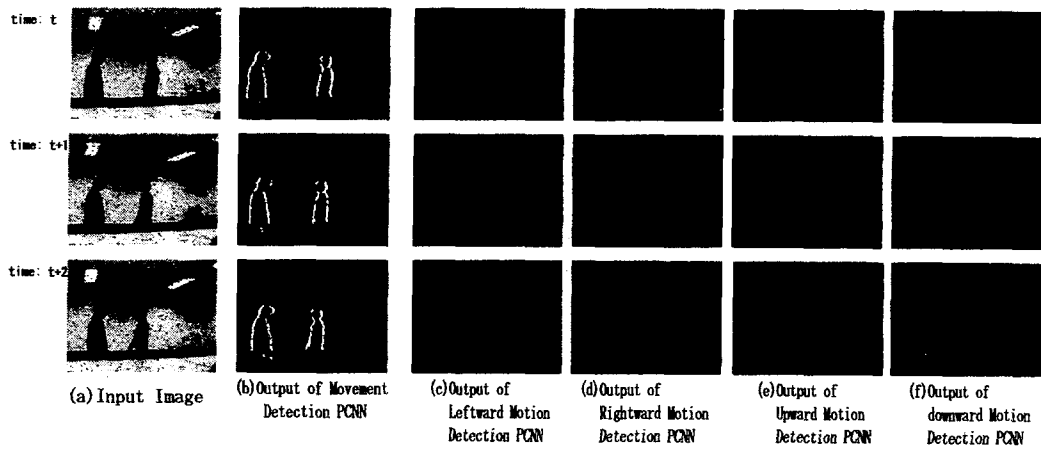 time: t
time: t+1
time: t+2
(a)Input Image
(b)Output of Movement
Detection PCNN
(c)Output of
Leftward Motion
Detection PCNN
(d)Output of
Rightward Motion
Detection PCNN
(e)Output of
Upward Motion
Detection PCNN
(f)Output of
downward Motion
Detection PCNN